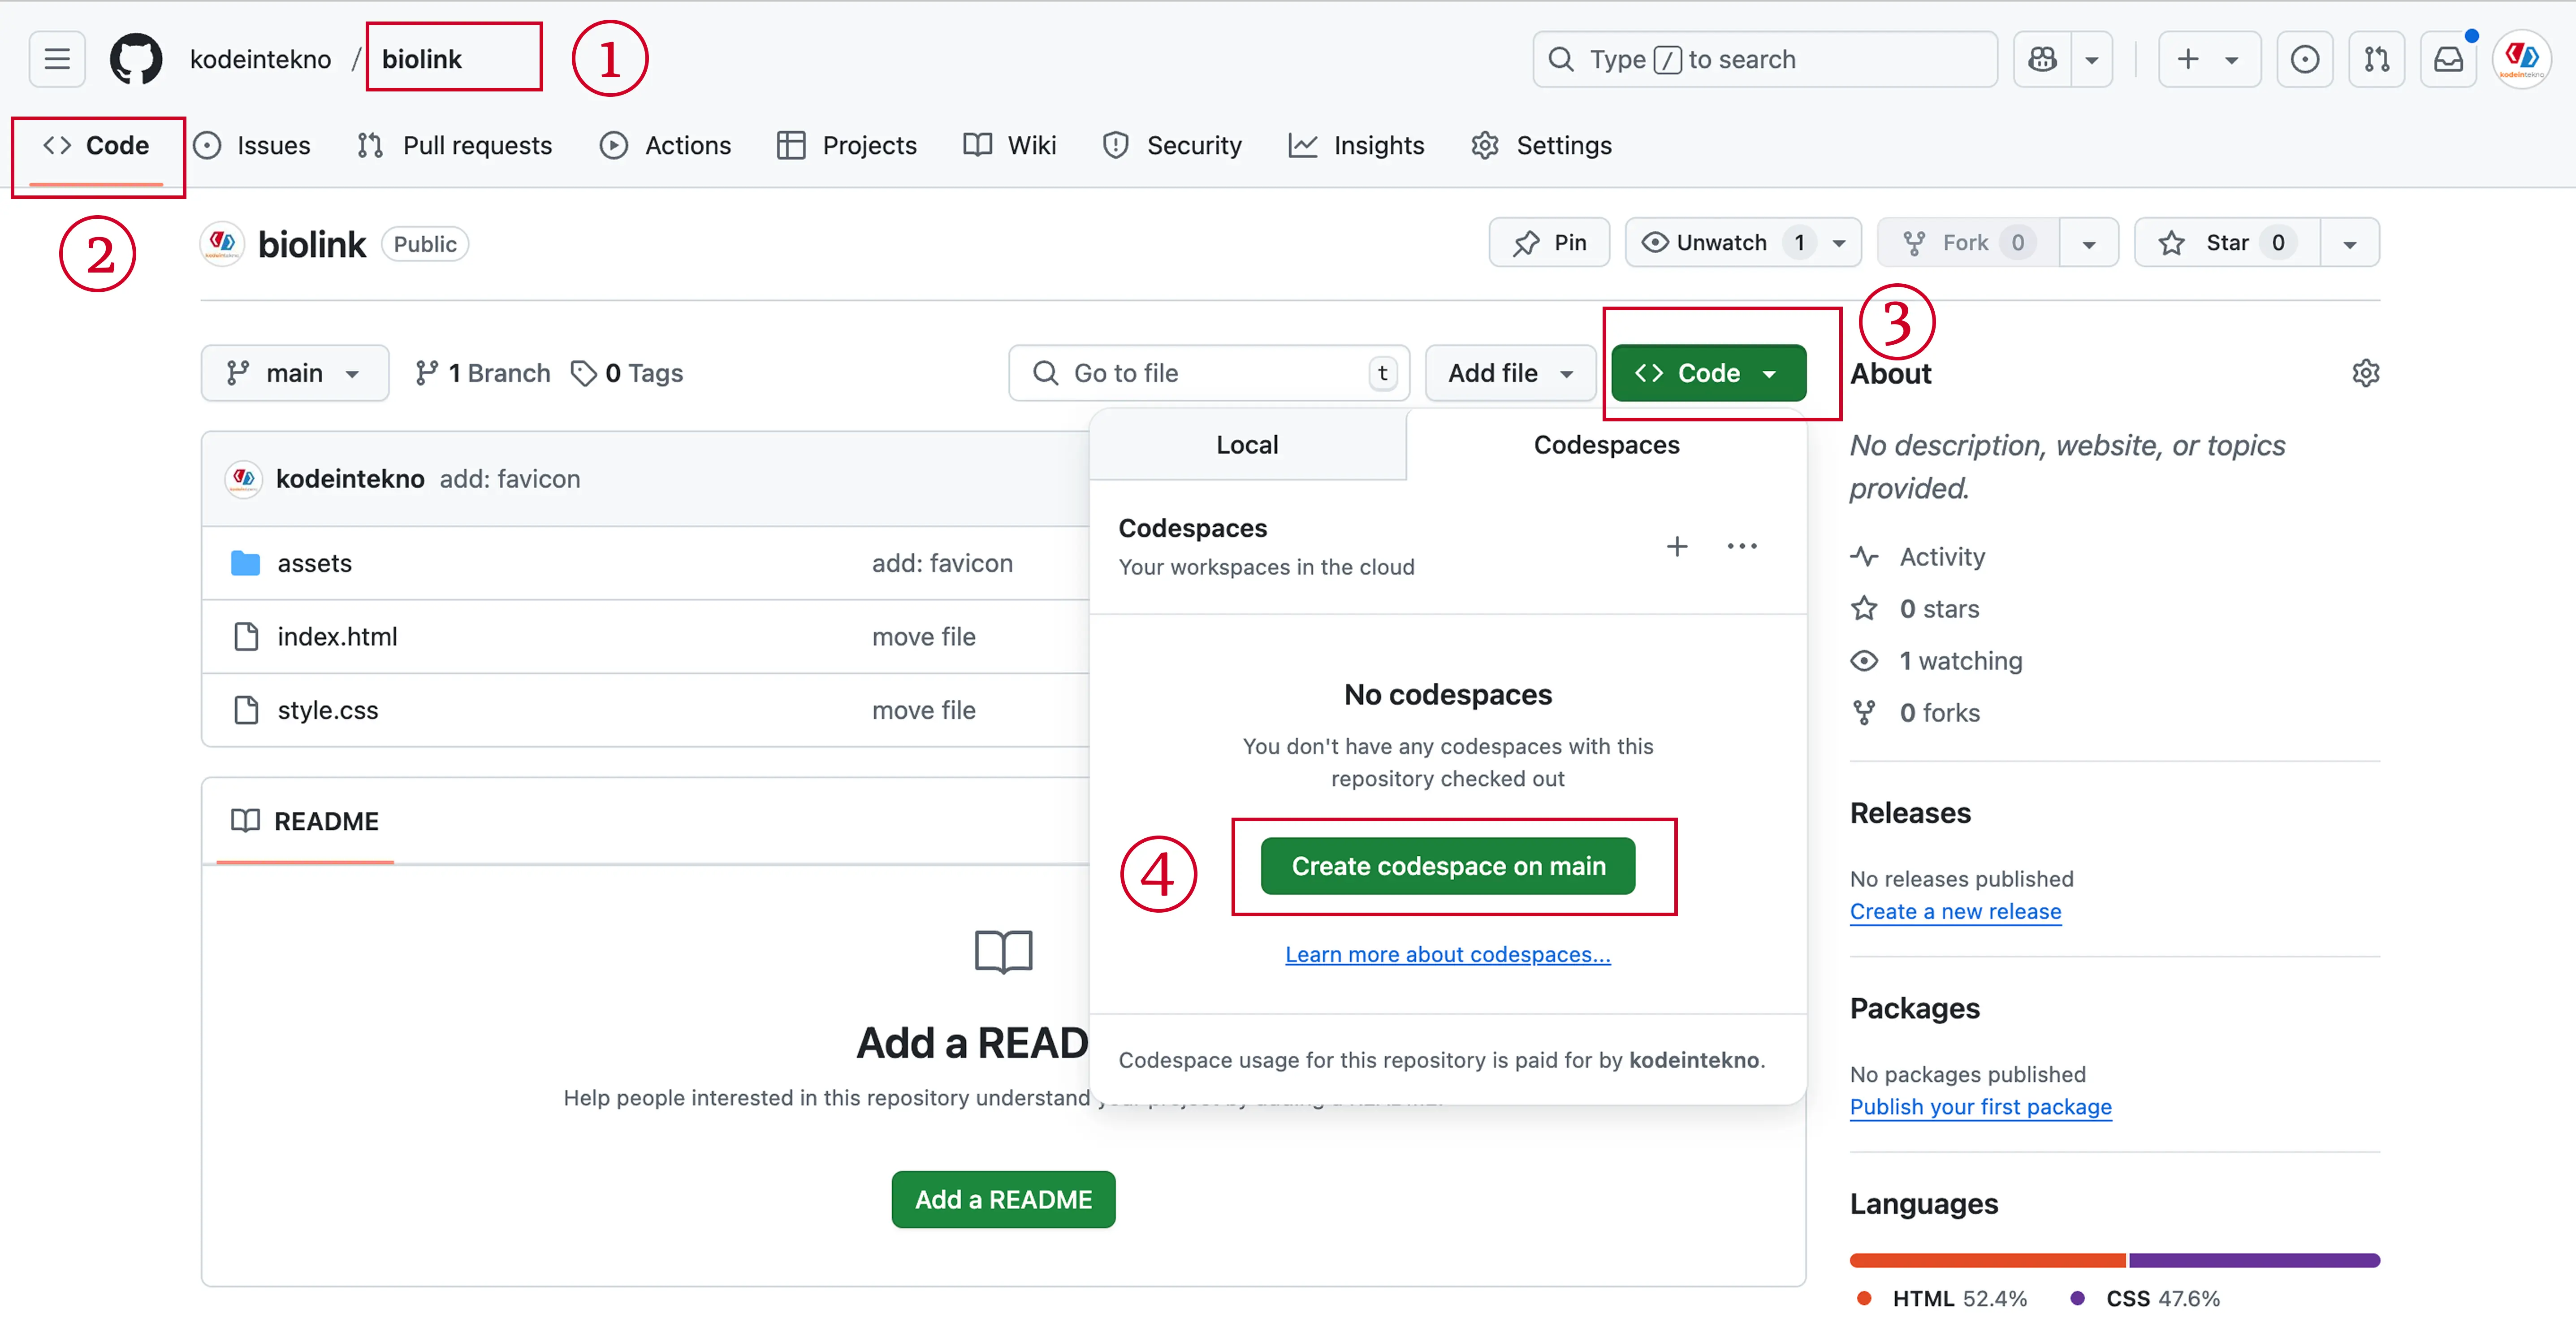 kodeintekno / biolink
1
Type / to search
Code
Issues
Pull requests
Actions
Projects
Wiki
Security
Insights
Settings
2
biolink
Public
Pin
Unwatch 1
Fork 0
Star 0
3
main
1 Branch
0 Tags
Go to file
t
Add file
Code
Local
Codespaces
Codespaces
Your workspaces in the cloud
No codespaces
You don't have any codespaces with this
repository checked out
4
Create codespace on main
Learn more about codespaces...
Codespace usage for this repository is paid for by kodeintekno.
kodeintekno add: favicon
assets add: favicon
index.html move file
style.css move file
README
Add a READ
Help people interested in this repository understand
Add a README
About
No description, website, or topics
provided.
Activity
0 stars
1 watching
0 forks
Releases
No releases published
Create a new release
Packages
No packages published
Publish your first package
Languages
HTML 52.4%
CSS 47.6%